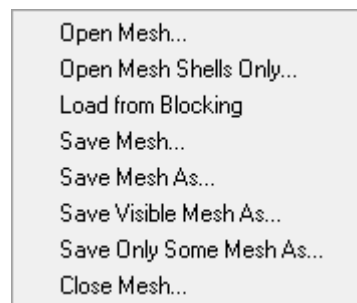 Open Mesh...
Open Mesh Shells Only...
Load from Blocking
Save Mesh...
Save Mesh As...
Save Visible Mesh As...
Save Only Some Mesh As...
Close Mesh...